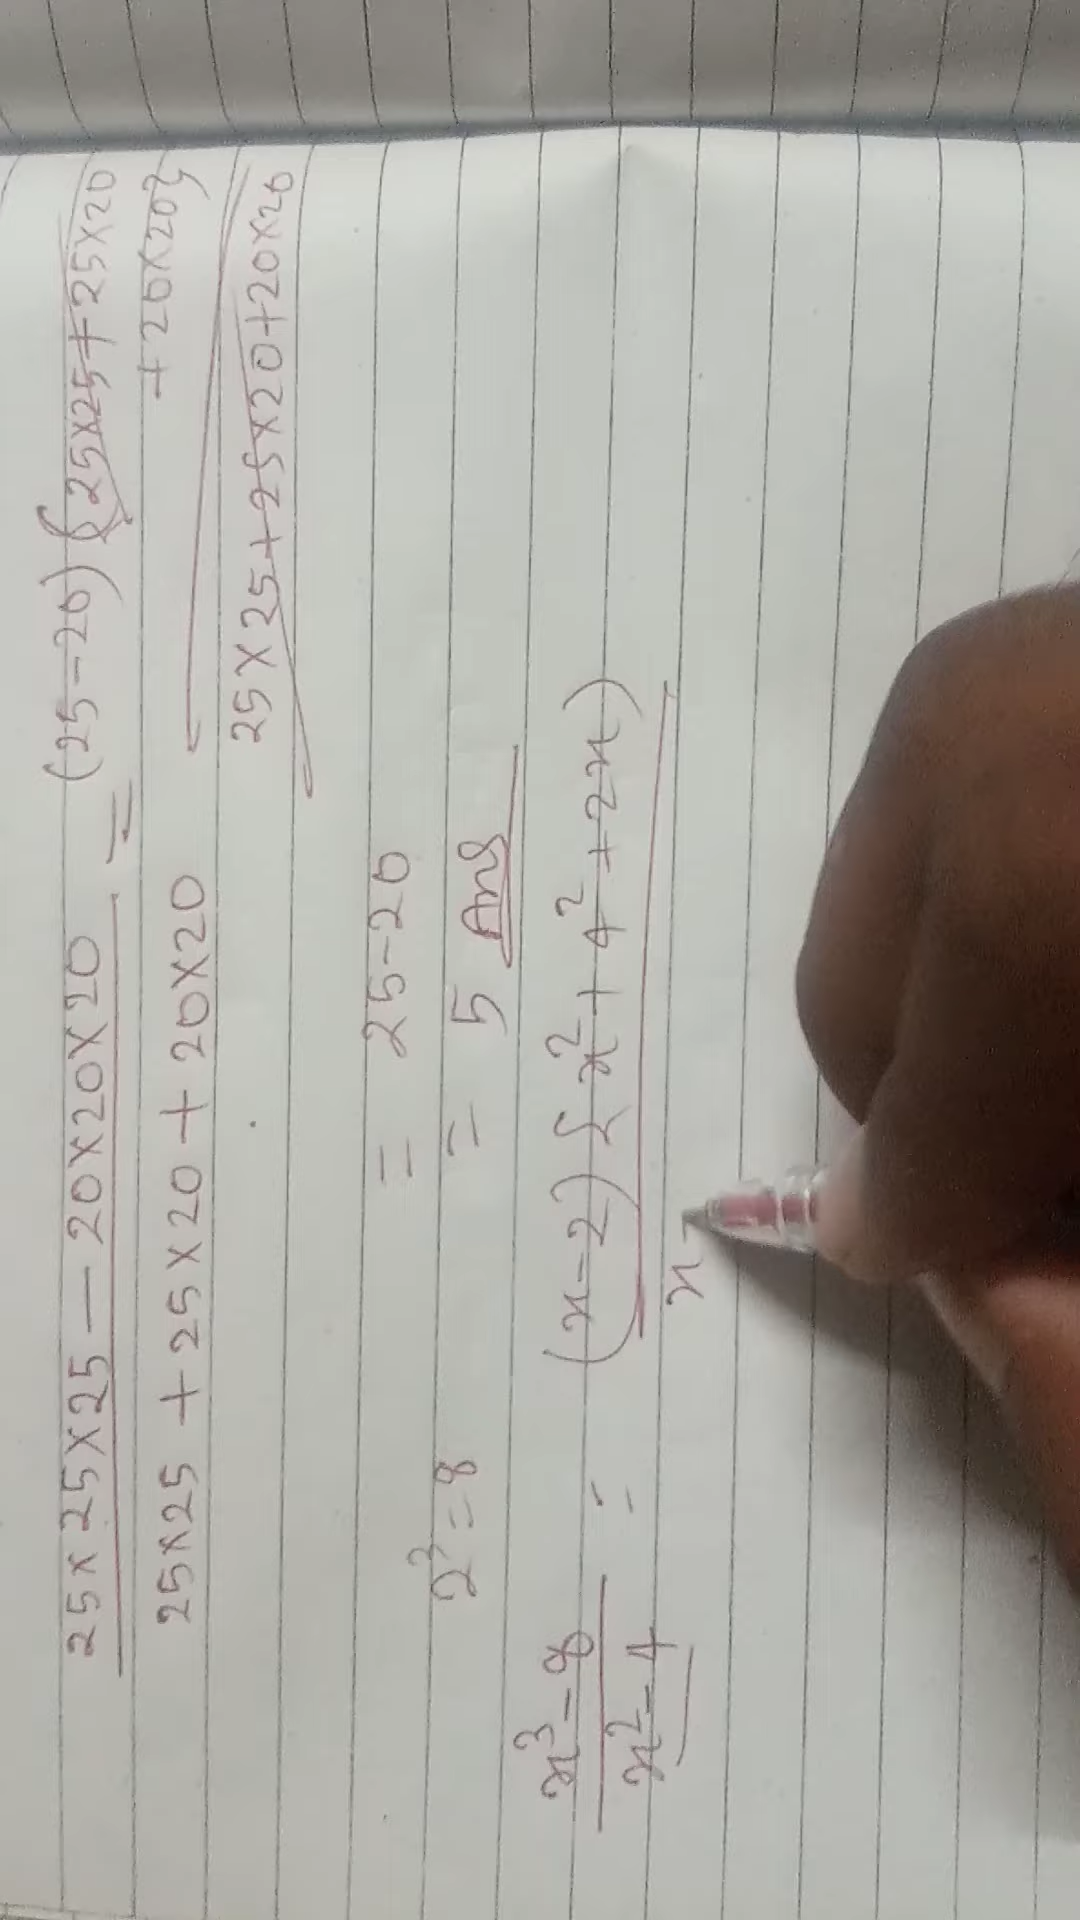 25×25×25 — 20×20×20 = (25-20) {25×25+25×20
25×25 + 25×20 + 20×20 +20×20}
25×25+25×20+20×20
= 25-20
2³=8 = 5 Ans
x³-8 = (x-2) { x²+4²+2x)
x²-4 x-